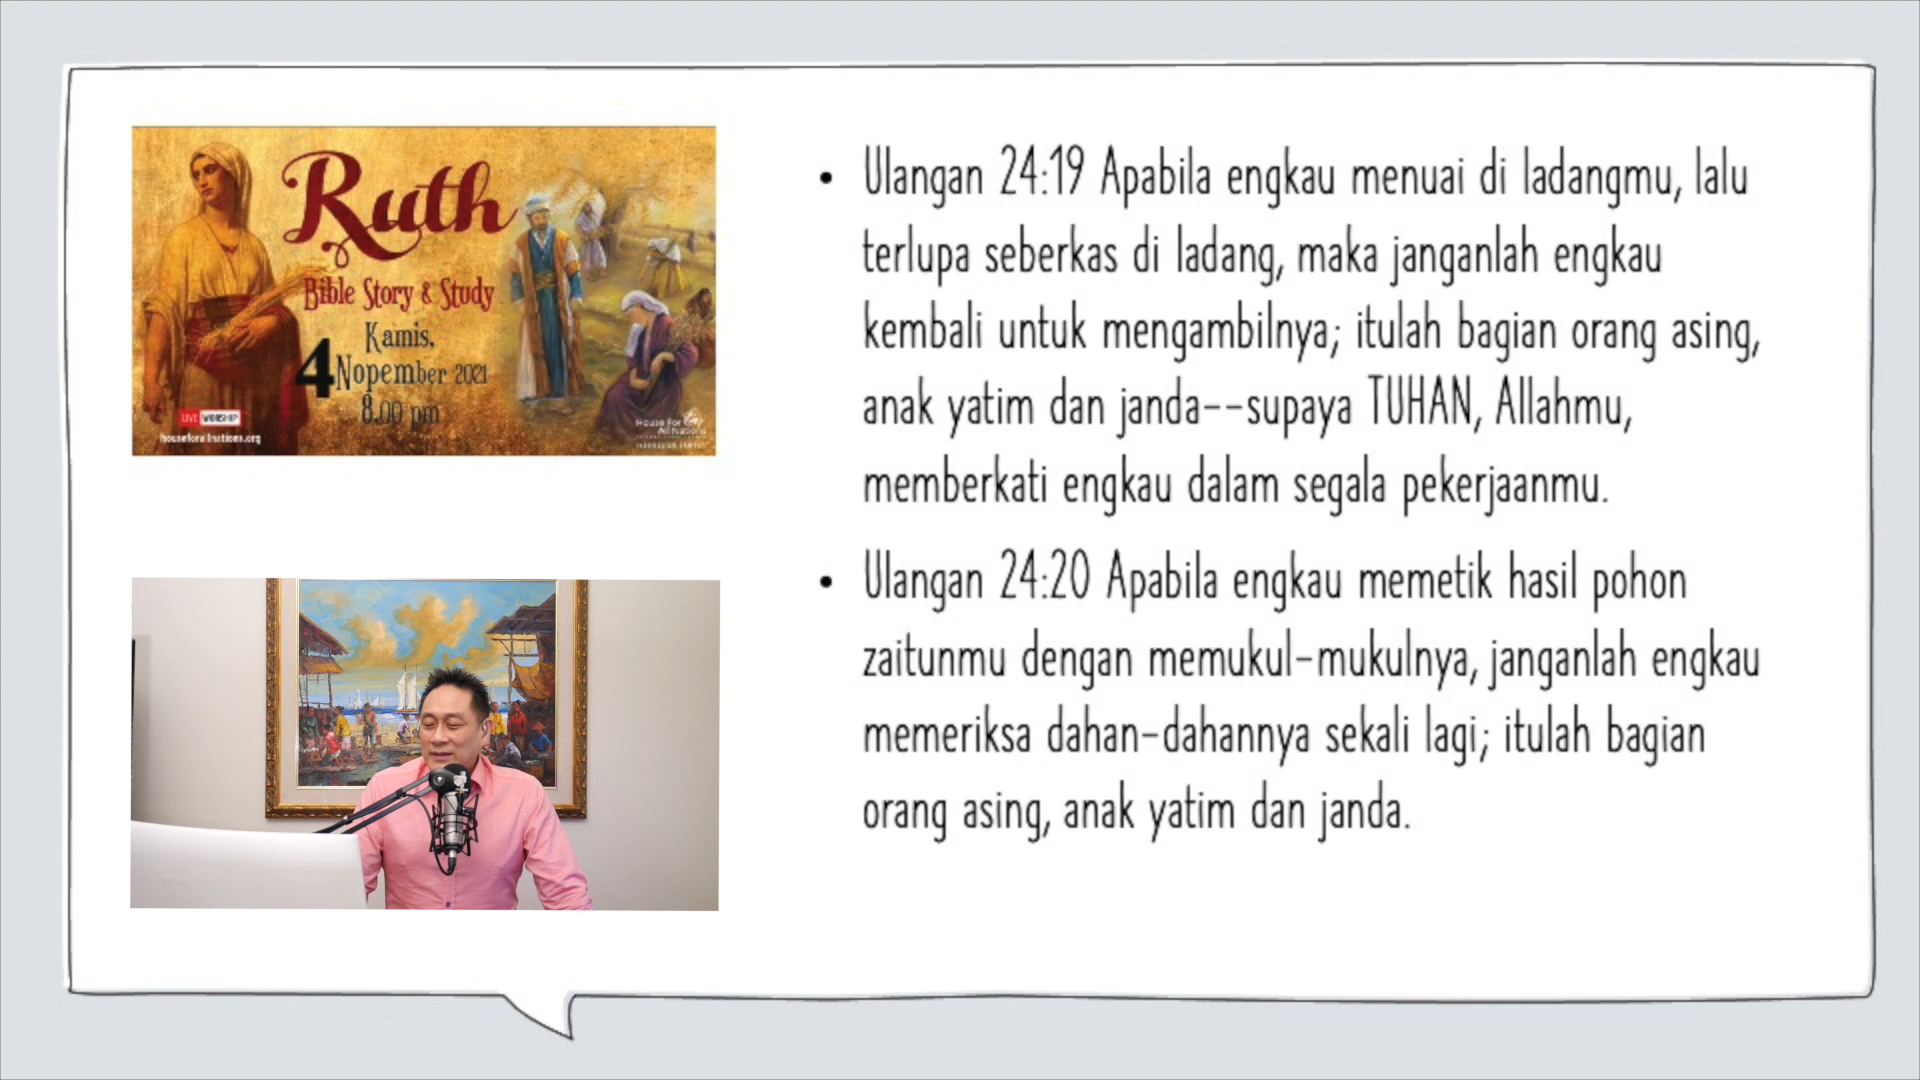 Ruth
Bible Story & Study
Kamis,
4 Nopember 2021
8.00 pm
LIVE WORSHIP
houseforallnations.org
House For
All Nations
• Ulangan 24:19 Apabila engkau menuai di ladangmu, lalu
terlupa seberkas di ladang, maka janganlah engkau
kembali untuk mengambilnya; itulah bagian orang asing,
anak yatim dan janda--supaya TUHAN, Allahmu,
memberkati engkau dalam segala pekerjaanmu.
• Ulangan 24:20 Apabila engkau memetik hasil pohon
zaitunmu dengan memukul-mukulnya, janganlah engkau
memeriksa dahan-dahannya sekali lagi; itulah bagian
orang asing, anak yatim dan janda.